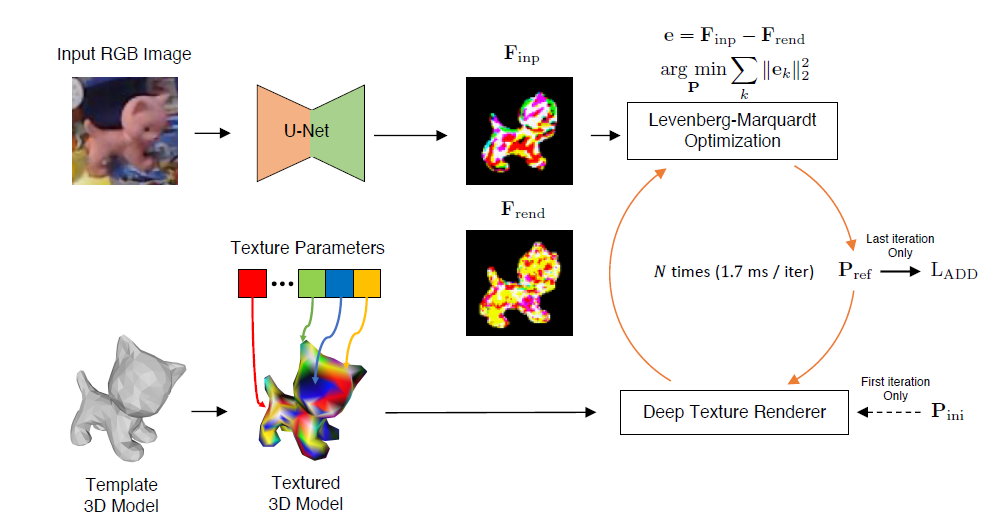 Input RGB Image
U-Net
F_inp
e = F_inp − F_rend
arg min_P ∑_k ‖e_k‖²₂
Levenberg-Marquardt
Optimization
F_rend
Texture Parameters
...
N times (1.7 ms / iter)
P_ref
Last iteration
Only
L_ADD
Deep Texture Renderer
First iteration
Only
P_ini
Template
3D Model
Textured
3D Model